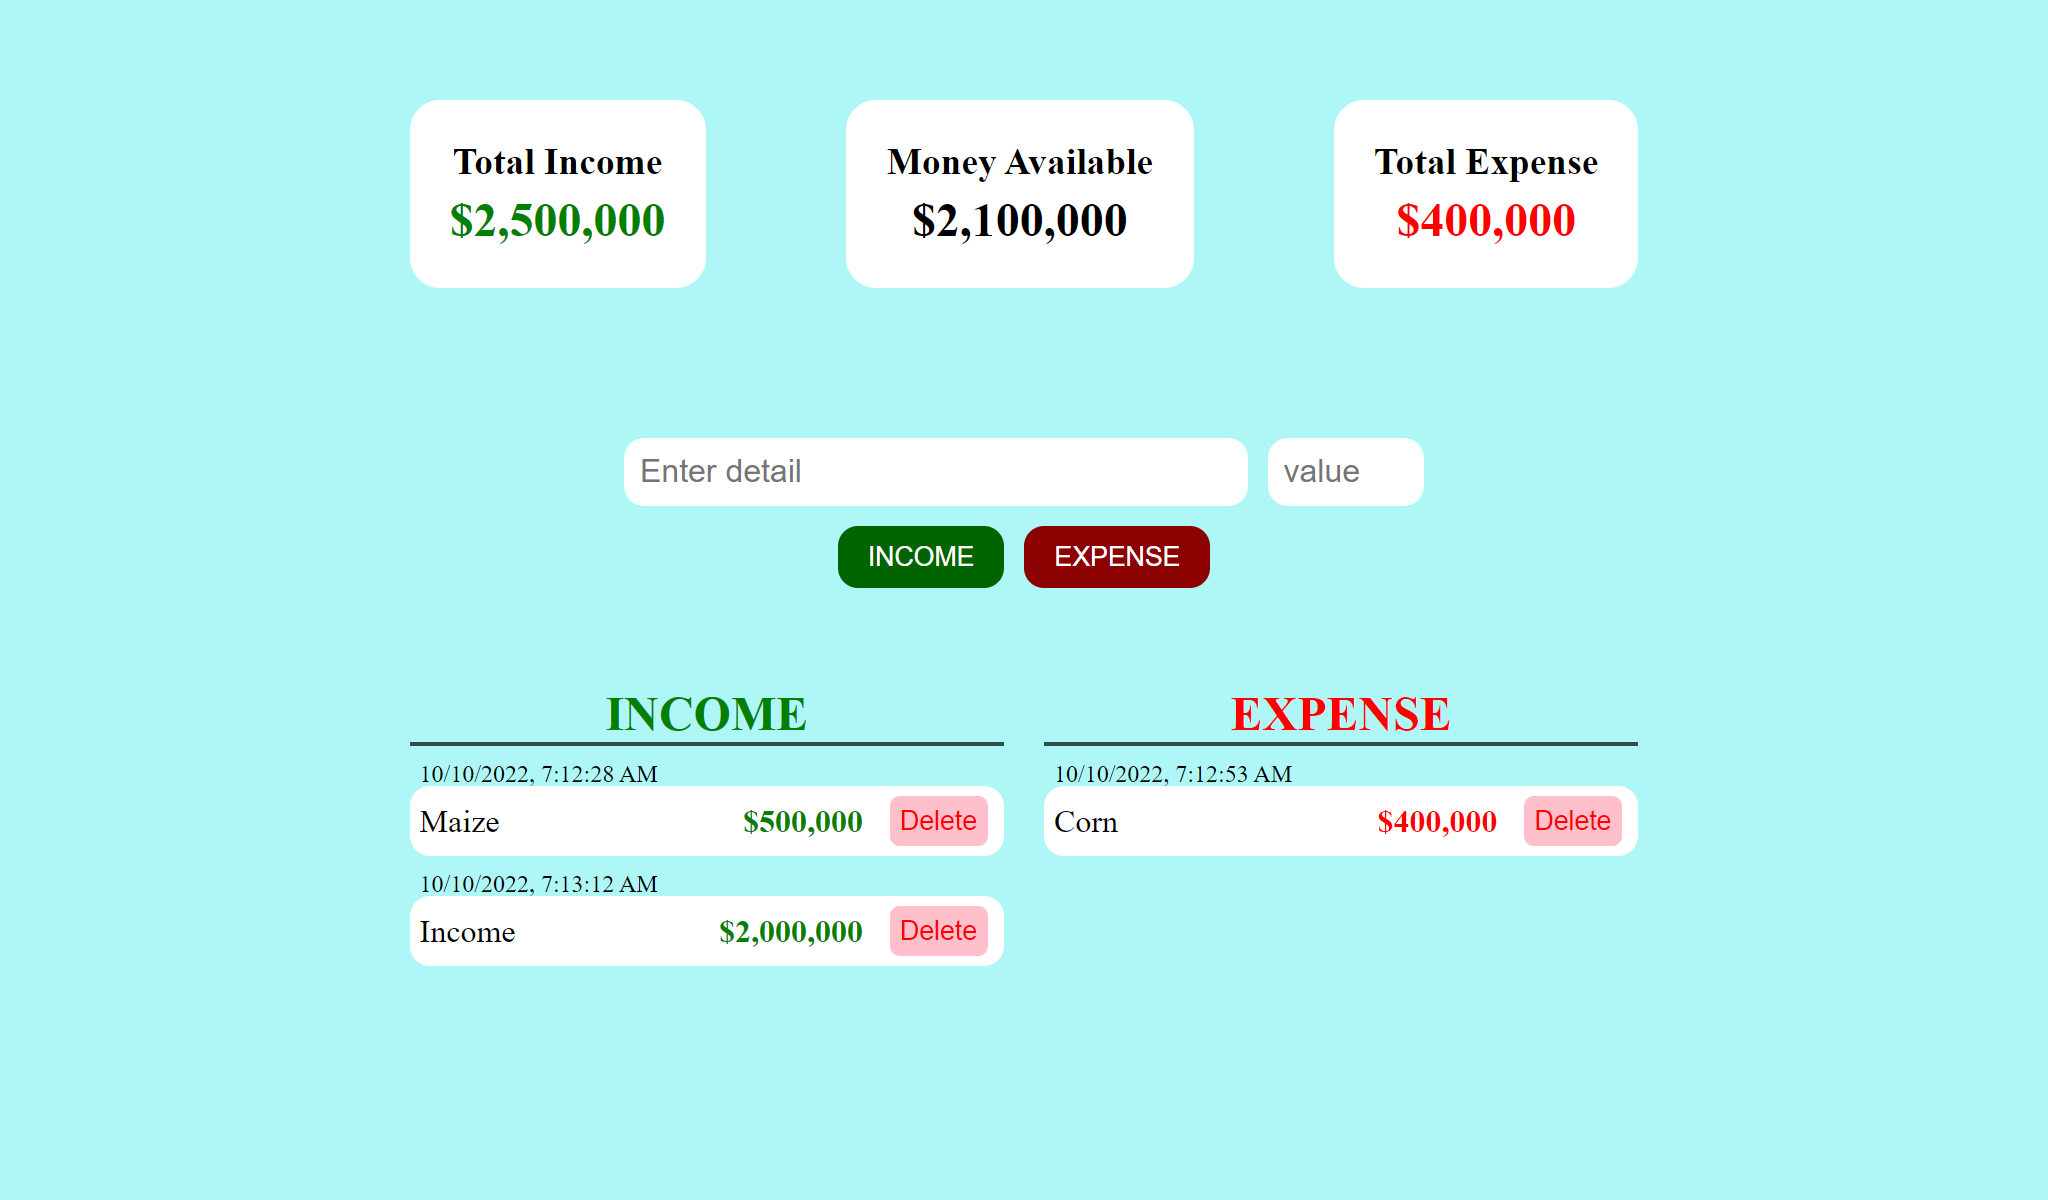 Total Income
$2,500,000
Money Available
$2,100,000
Total Expense
$400,000
Enter detail
value
INCOME
EXPENSE
INCOME
10/10/2022, 7:12:28 AM
Maize $500,000 Delete
10/10/2022, 7:13:12 AM
Income $2,000,000 Delete
EXPENSE
10/10/2022, 7:12:53 AM
Corn $400,000 Delete